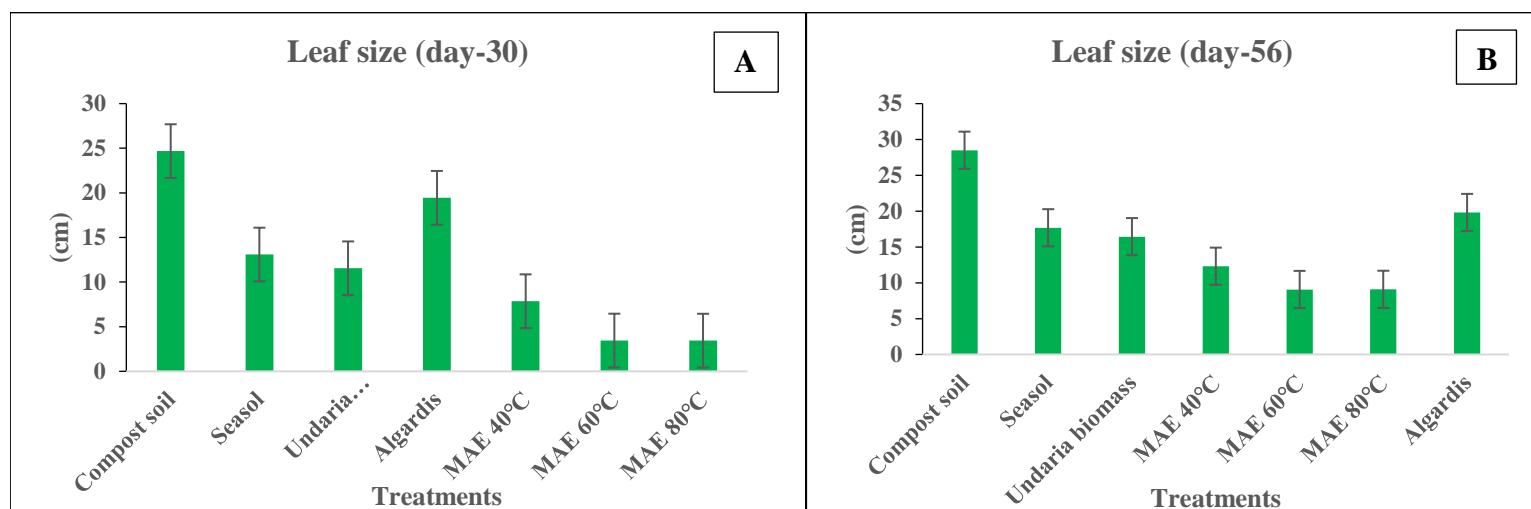 Leaf size (day-30)
A
30
25
20
15
10
5
0
(cm)
Compost soil
Seasol
Undaria…
Algardis
MAE 40°C
MAE 60°C
MAE 80°C
Treatments
Leaf size (day-56)
B
35
30
25
20
15
10
5
0
(cm)
Compost soil
Seasol
Undaria biomass
MAE 40°C
MAE 60°C
MAE 80°C
Algardis
Treatments